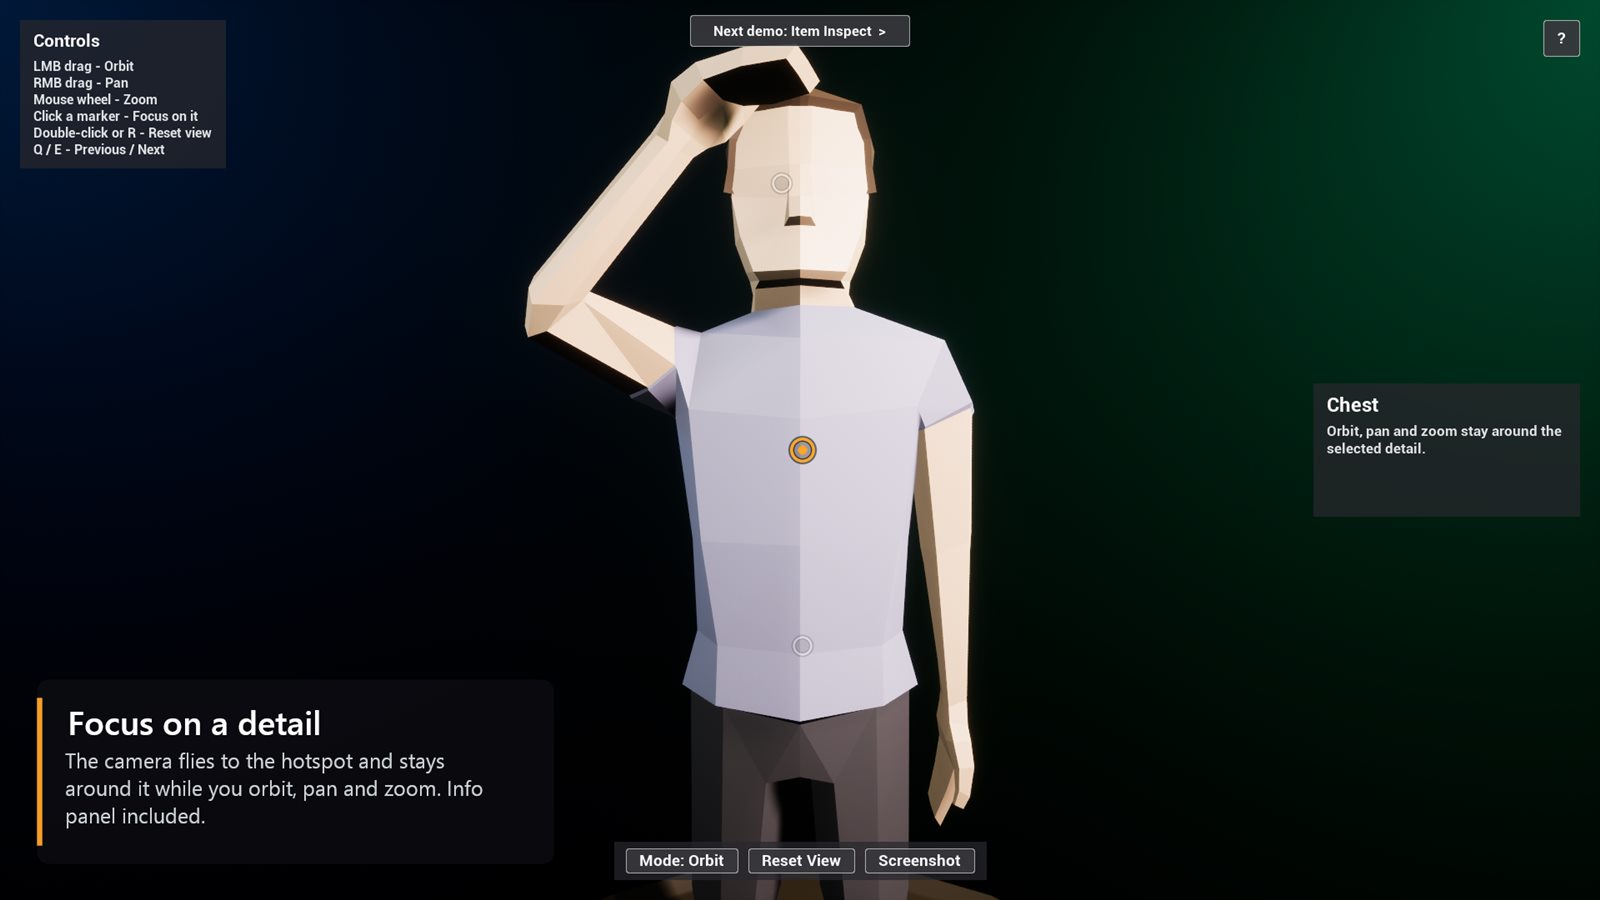 Controls
LMB drag - Orbit
RMB drag - Pan
Mouse wheel - Zoom
Click a marker - Focus on it
Double-click or R - Reset view
Q / E - Previous / Next
Next demo: Item Inspect >
?
Chest
Orbit, pan and zoom stay around the
selected detail.
Focus on a detail
The camera flies to the hotspot and stays
around it while you orbit, pan and zoom. Info
panel included.
Mode: Orbit
Reset View
Screenshot